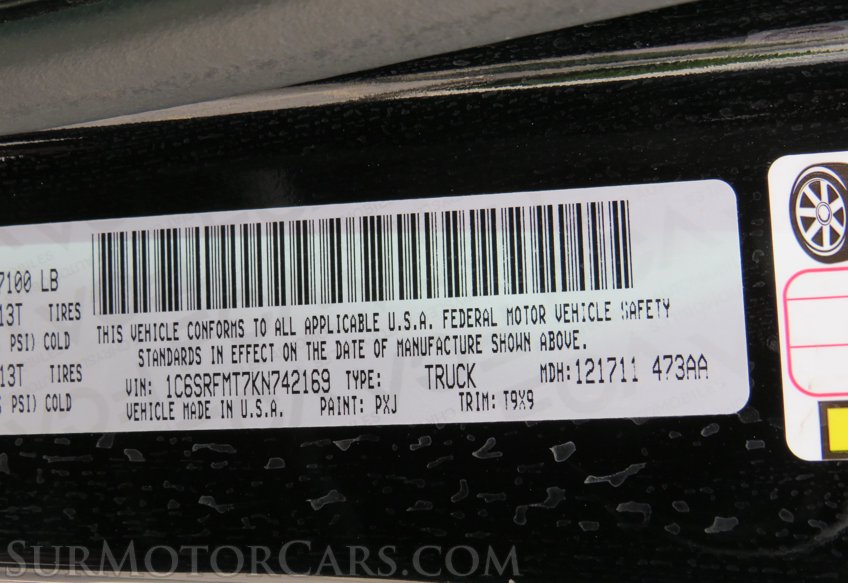 7100 LB
13T TIRES
PSI) COLD
13T TIRES
PSI) COLD
THIS VEHICLE CONFORMS TO ALL APPLICABLE U.S.A. FEDERAL MOTOR VEHICLE SAFETY
STANDARDS IN EFFECT ON THE DATE OF MANUFACTURE SHOWN ABOVE.
VIN: 1C6SRFMT7KN742169 TYPE: TRUCK MDH: 121711 473AA
VEHICLE MADE IN U.S.A. PAINT: PXJ TRIM: T9X9
SURMOTORCARS.COM